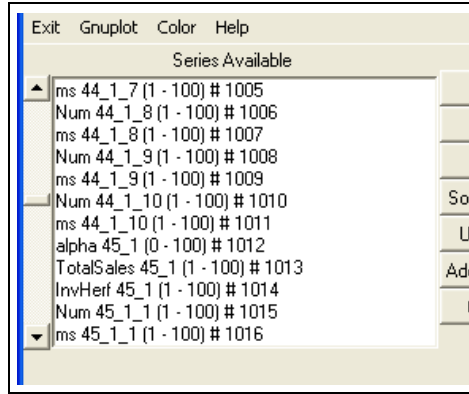 Exit Gnuplot Color Help
Series Available
ms 44_1_7 (1 - 100) # 1005
Num 44_1_8 (1 - 100) # 1006
ms 44_1_8 (1 - 100) # 1007
Num 44_1_9 (1 - 100) # 1008
ms 44_1_9 (1 - 100) # 1009
Num 44_1_10 (1 - 100) # 1010
So
ms 44_1_10 (1 - 100) # 1011
U
alpha 45_1 (0 - 100) # 1012
TotalSales 45_1 (1 - 100) # 1013
Add
InvHerf 45_1 (1 - 100) # 1014
Num 45_1_1 (1 - 100) # 1015
ms 45_1_1 (1 - 100) # 1016